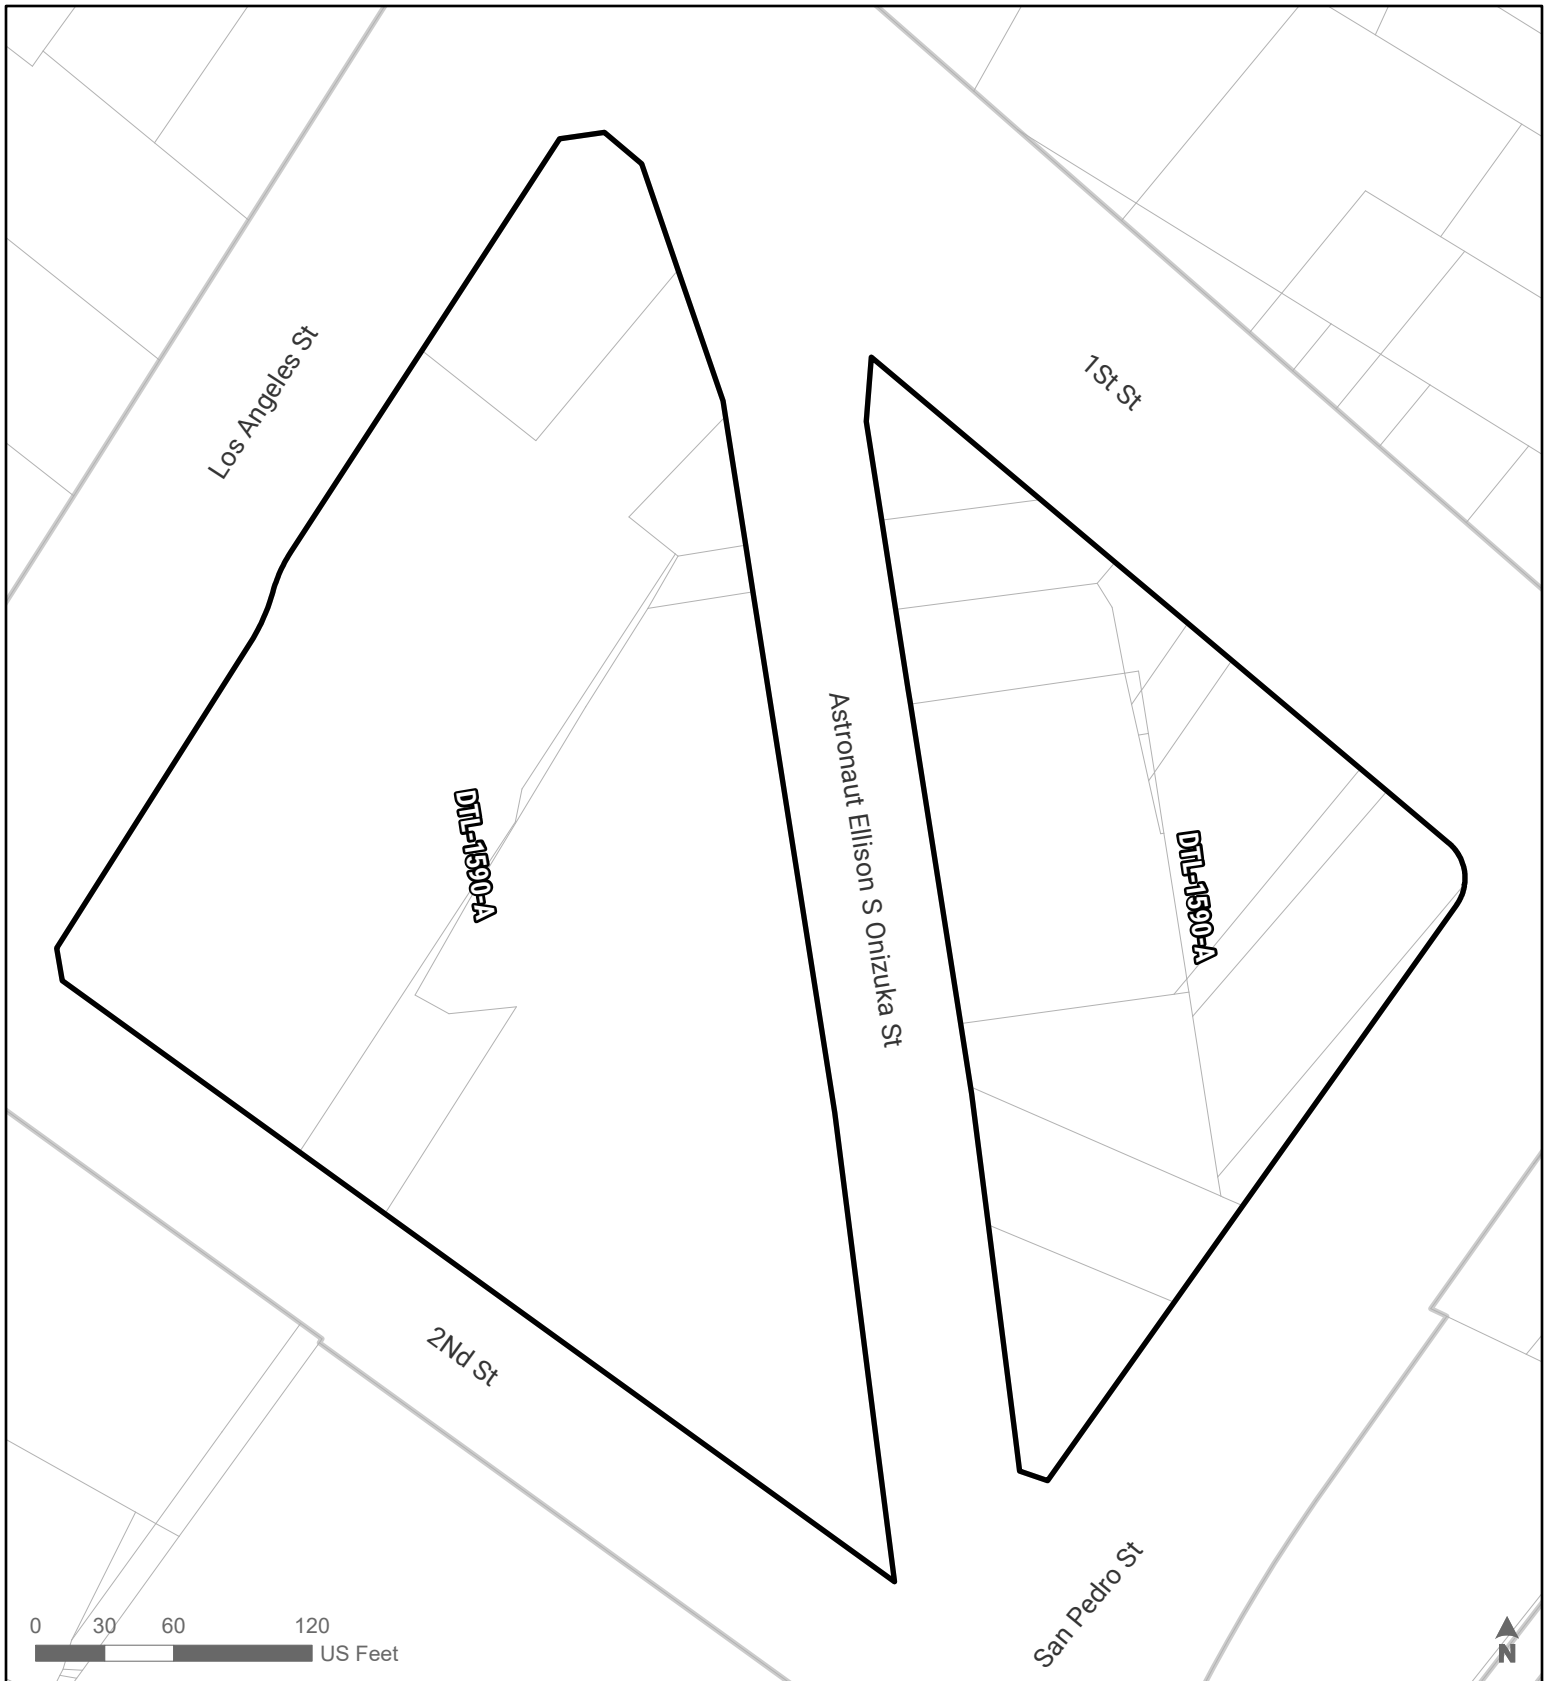 Los Angeles St
1St St
Astronaut Ellison S Onizuka St
DTL-1590-A
DTL-1590-A
2Nd St
San Pedro St
0 30 60 120
US Feet
N